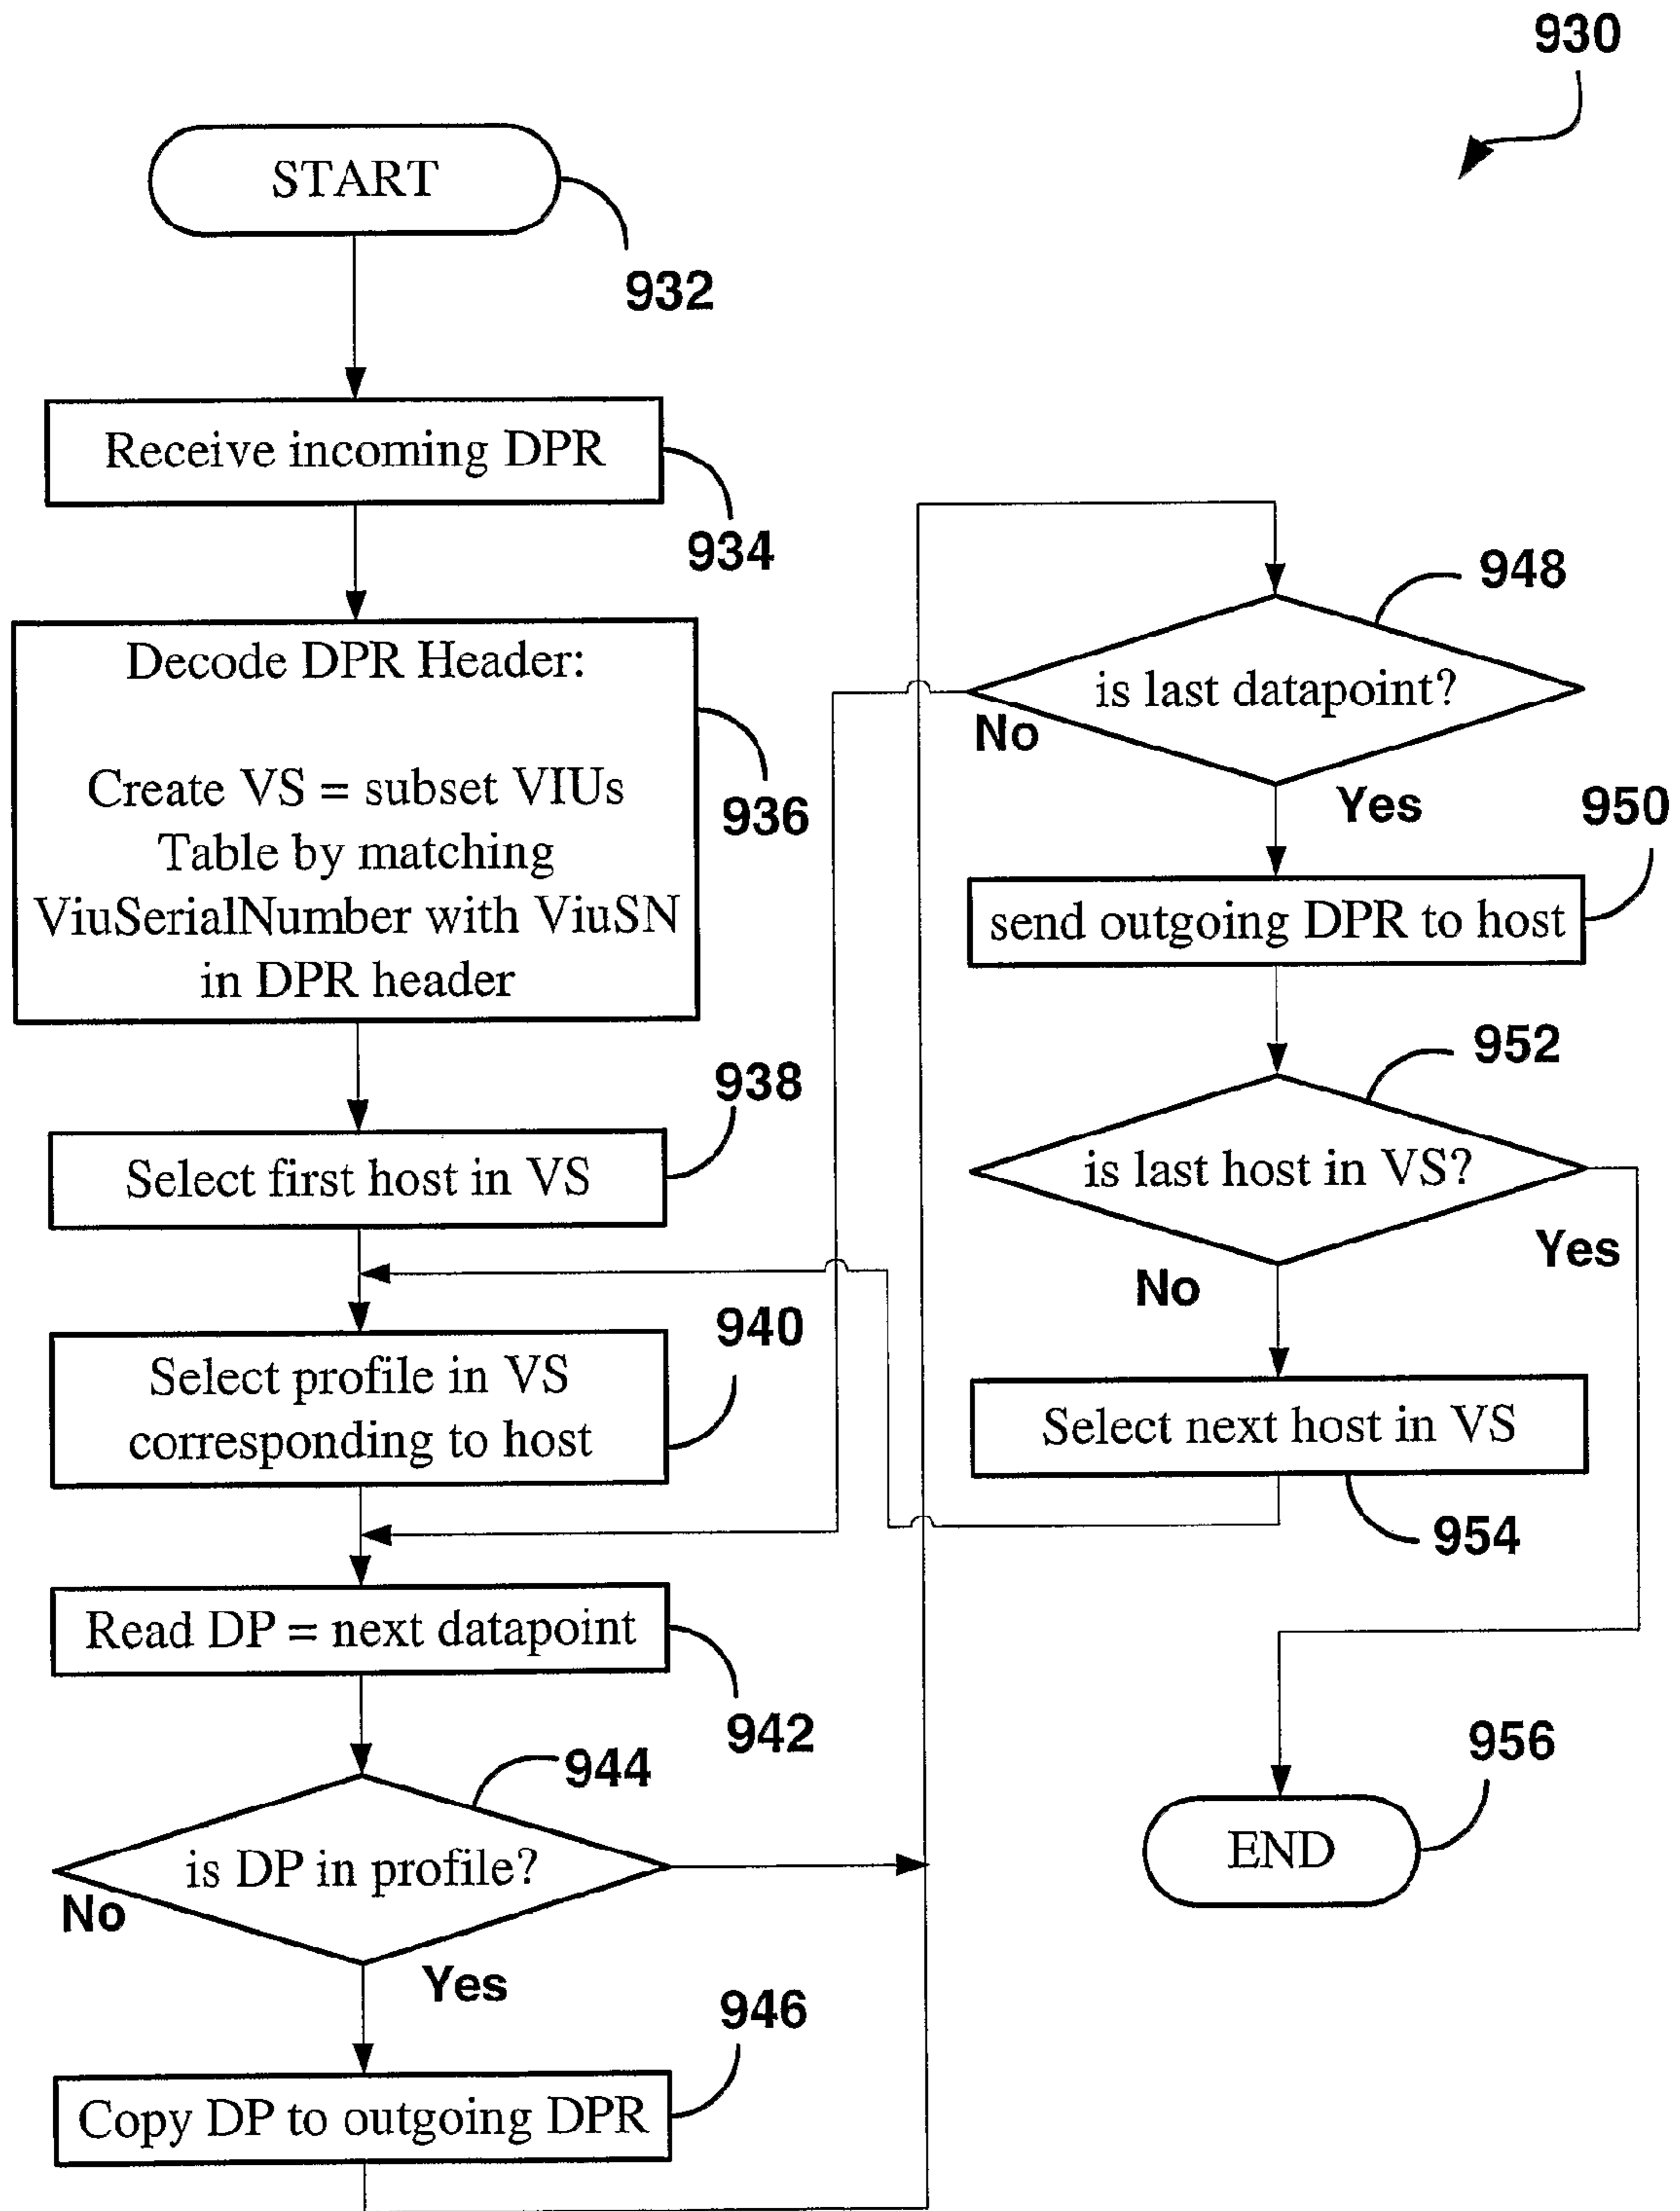 930
START
932
Receive incoming DPR
934
Decode DPR Header:
Create VS = subset VIUs
Table by matching
ViuSerialNumber with ViuSN
in DPR header
936
938
Select first host in VS
940
Select profile in VS
corresponding to host
Read DP = next datapoint
942
944
is DP in profile?
No
Yes
946
Copy DP to outgoing DPR
948
is last datapoint?
No
Yes
950
send outgoing DPR to host
952
is last host in VS?
Yes
No
Select next host in VS
954
956
END